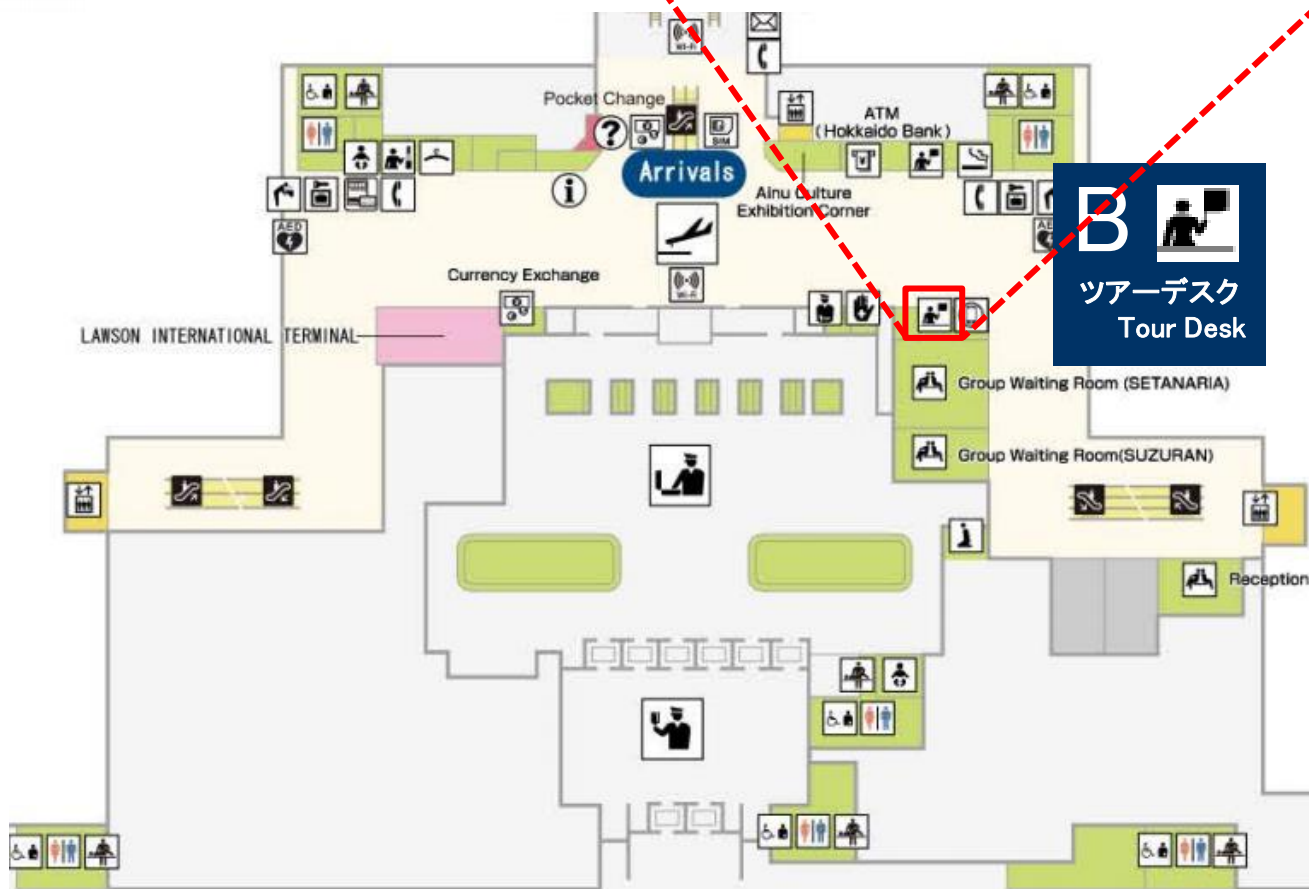 Wi-Fi
Pocket Change
SIM
ATM
(Hokkaido Bank)
Arrivals
Ainu Culture
Exhibition Corner
AED
B
ツアーデスク
Tour Desk
Currency Exchange
Wi-Fi
LAWSON INTERNATIONAL TERMINAL
Group Waiting Room (SETANARIA)
Group Waiting Room(SUZURAN)
Reception